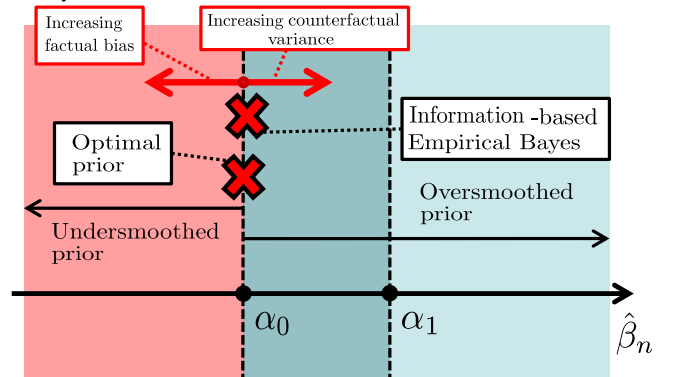 Increasing
factual bias
Increasing counterfactual
variance
Information -based
Empirical Bayes
Optimal
prior
Oversmoothed
prior
Undersmoothed
prior
α₀
α₁
β̂ₙ